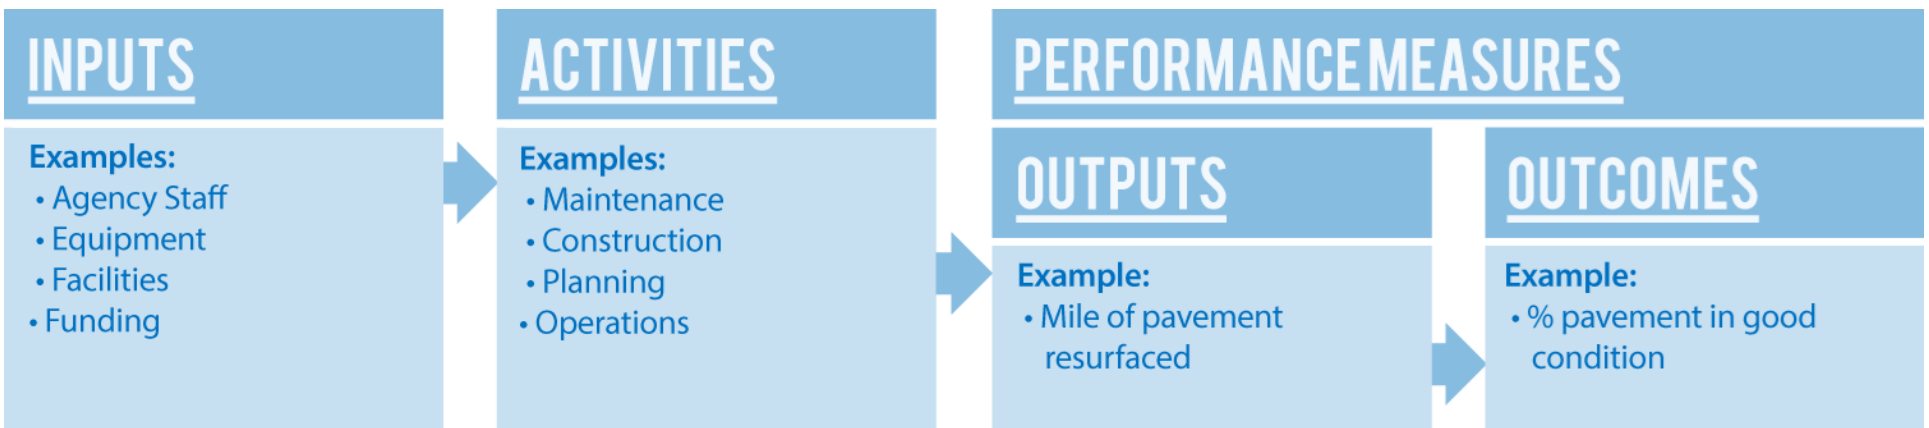 INPUTS
Examples:
• Agency Staff
• Equipment
• Facilities
• Funding
ACTIVITIES
Examples:
• Maintenance
• Construction
• Planning
• Operations
PERFORMANCE MEASURES
OUTPUTS
Example:
• Mile of pavement
resurfaced
OUTCOMES
Example:
• % pavement in good
condition